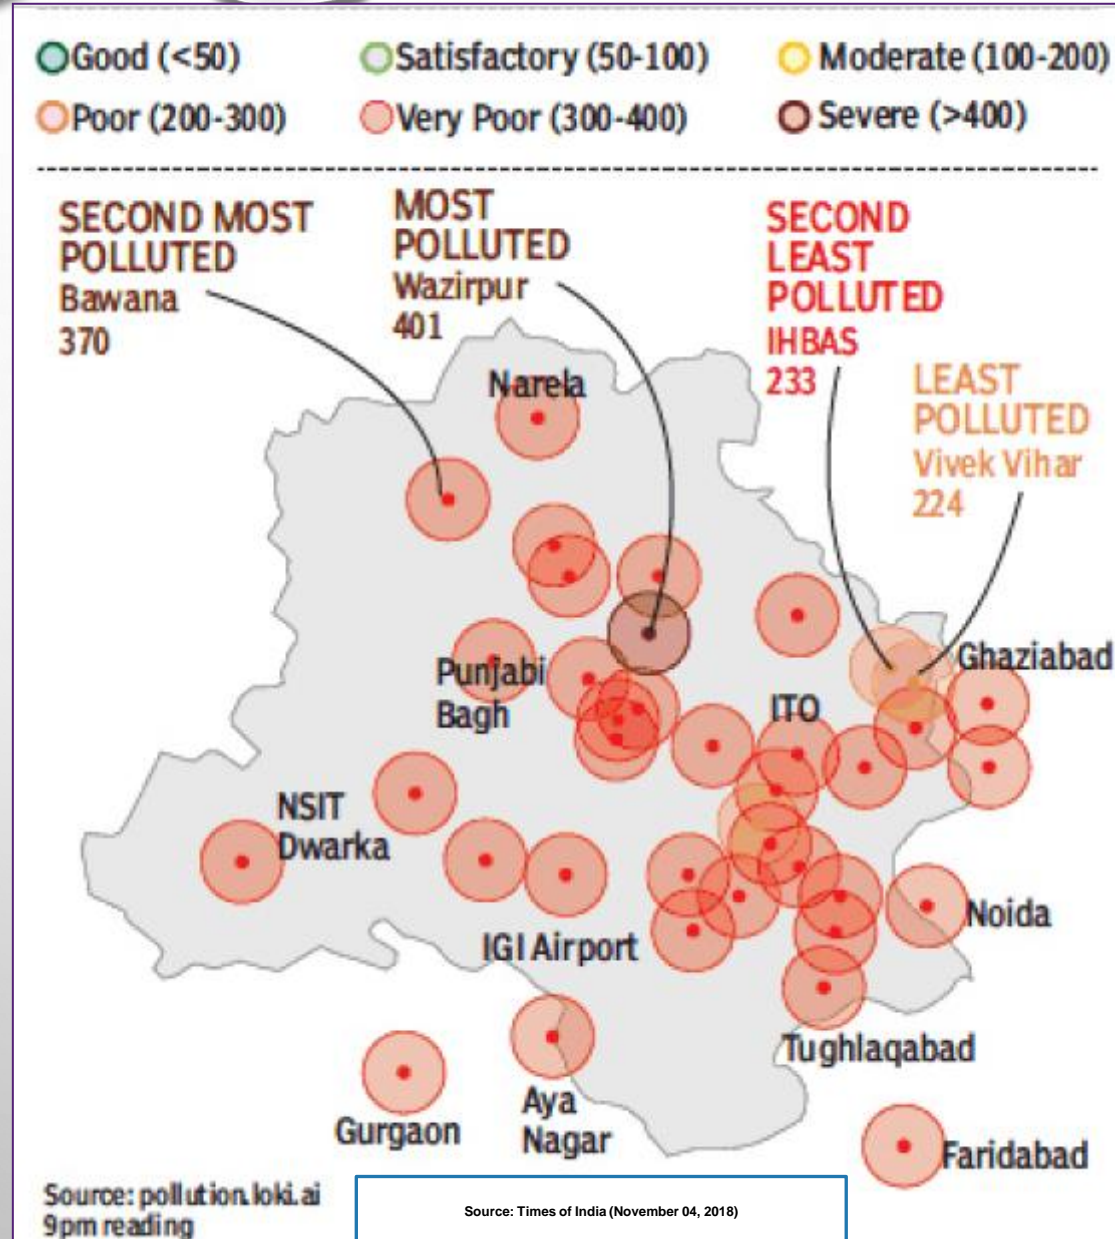 Good (<50)
Satisfactory (50-100)
Moderate (100-200)
Poor (200-300)
Very Poor (300-400)
Severe (>400)
SECOND MOST
POLLUTED
Bawana
370
MOST
POLLUTED
Wazirpur
401
SECOND
LEAST
POLLUTED
IHBAS
233
LEAST
POLLUTED
Vivek Vihar
224
Narela
Punjabi
Bagh
ITO
Ghaziabad
NSIT
Dwarka
IGI Airport
Noida
Tughlaqabad
Aya
Nagar
Gurgaon
Faridabad
Source: pollution.loki.ai
9pm reading
Source: Times of India (November 04, 2018)